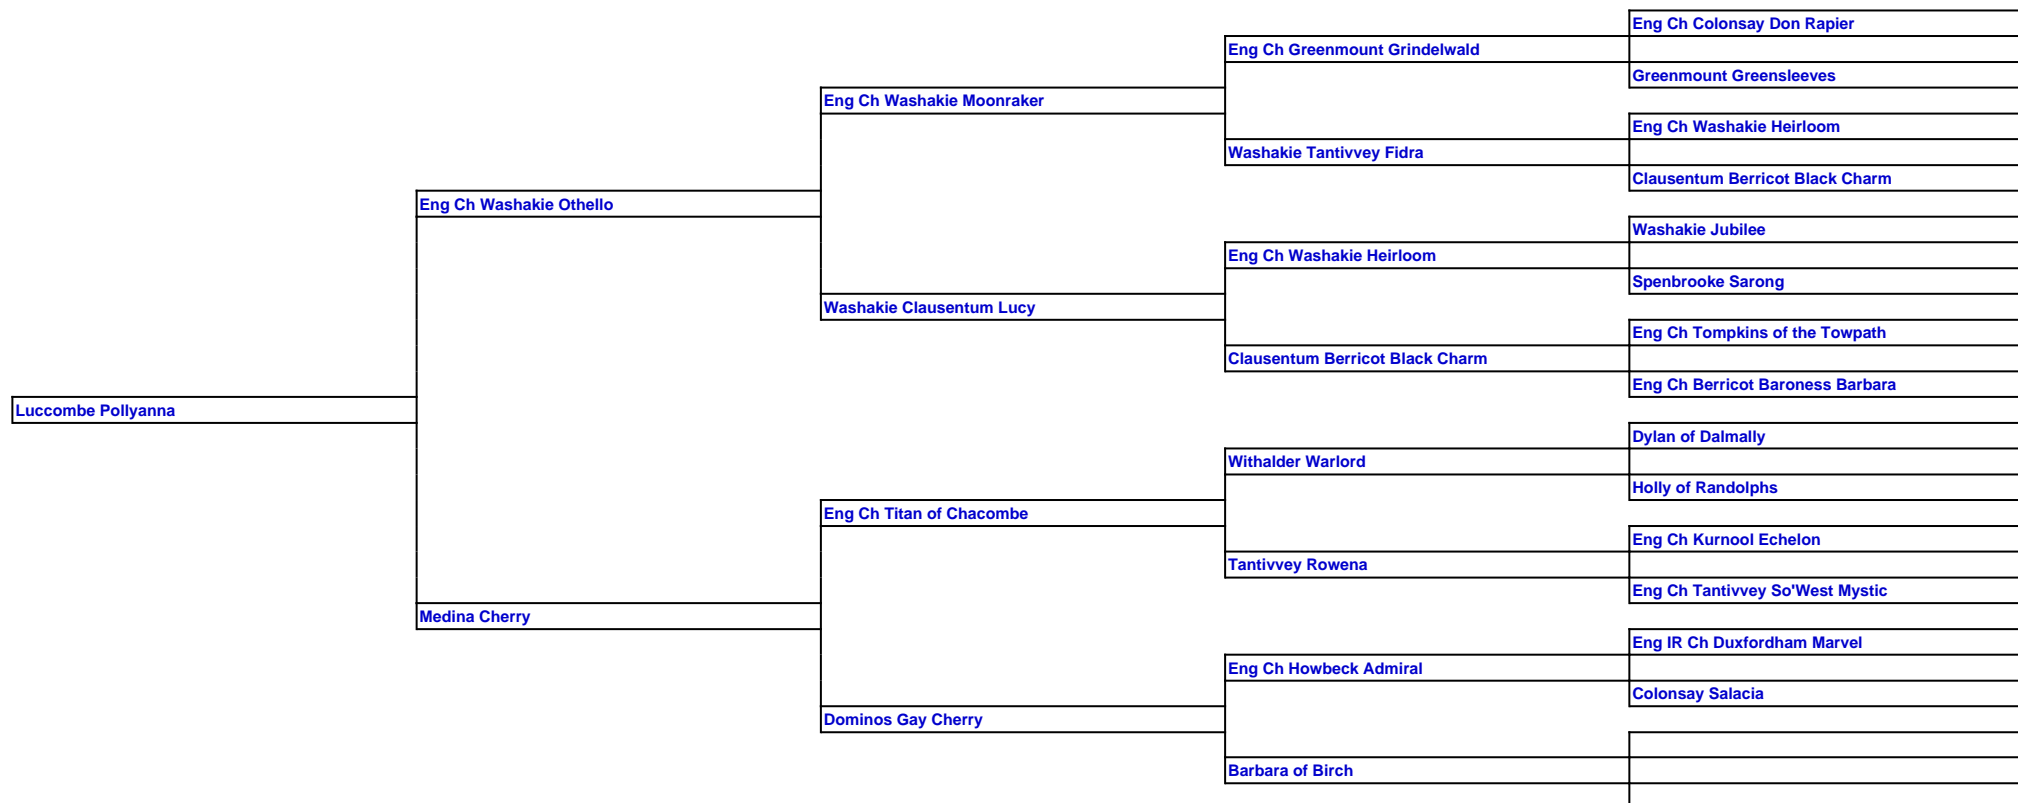 Eng Ch Colonsay Don Rapier
Eng Ch Greenmount Grindelwald
Greenmount Greensleeves
Eng Ch Washakie Moonraker
Eng Ch Washakie Heirloom
Washakie Tantivvey Fidra
Clausentum Berricot Black Charm
Eng Ch Washakie Othello
Washakie Jubilee
Eng Ch Washakie Heirloom
Spenbrooke Sarong
Washakie Clausentum Lucy
Eng Ch Tompkins of the Towpath
Clausentum Berricot Black Charm
Eng Ch Berricot Baroness Barbara
Luccombe Pollyanna
Dylan of Dalmally
Withalder Warlord
Holly of Randolphs
Eng Ch Titan of Chacombe
Eng Ch Kurnool Echelon
Tantivvey Rowena
Eng Ch Tantivvey So'West Mystic
Medina Cherry
Eng IR Ch Duxfordham Marvel
Eng Ch Howbeck Admiral
Colonsay Salacia
Dominos Gay Cherry
Barbara of Birch